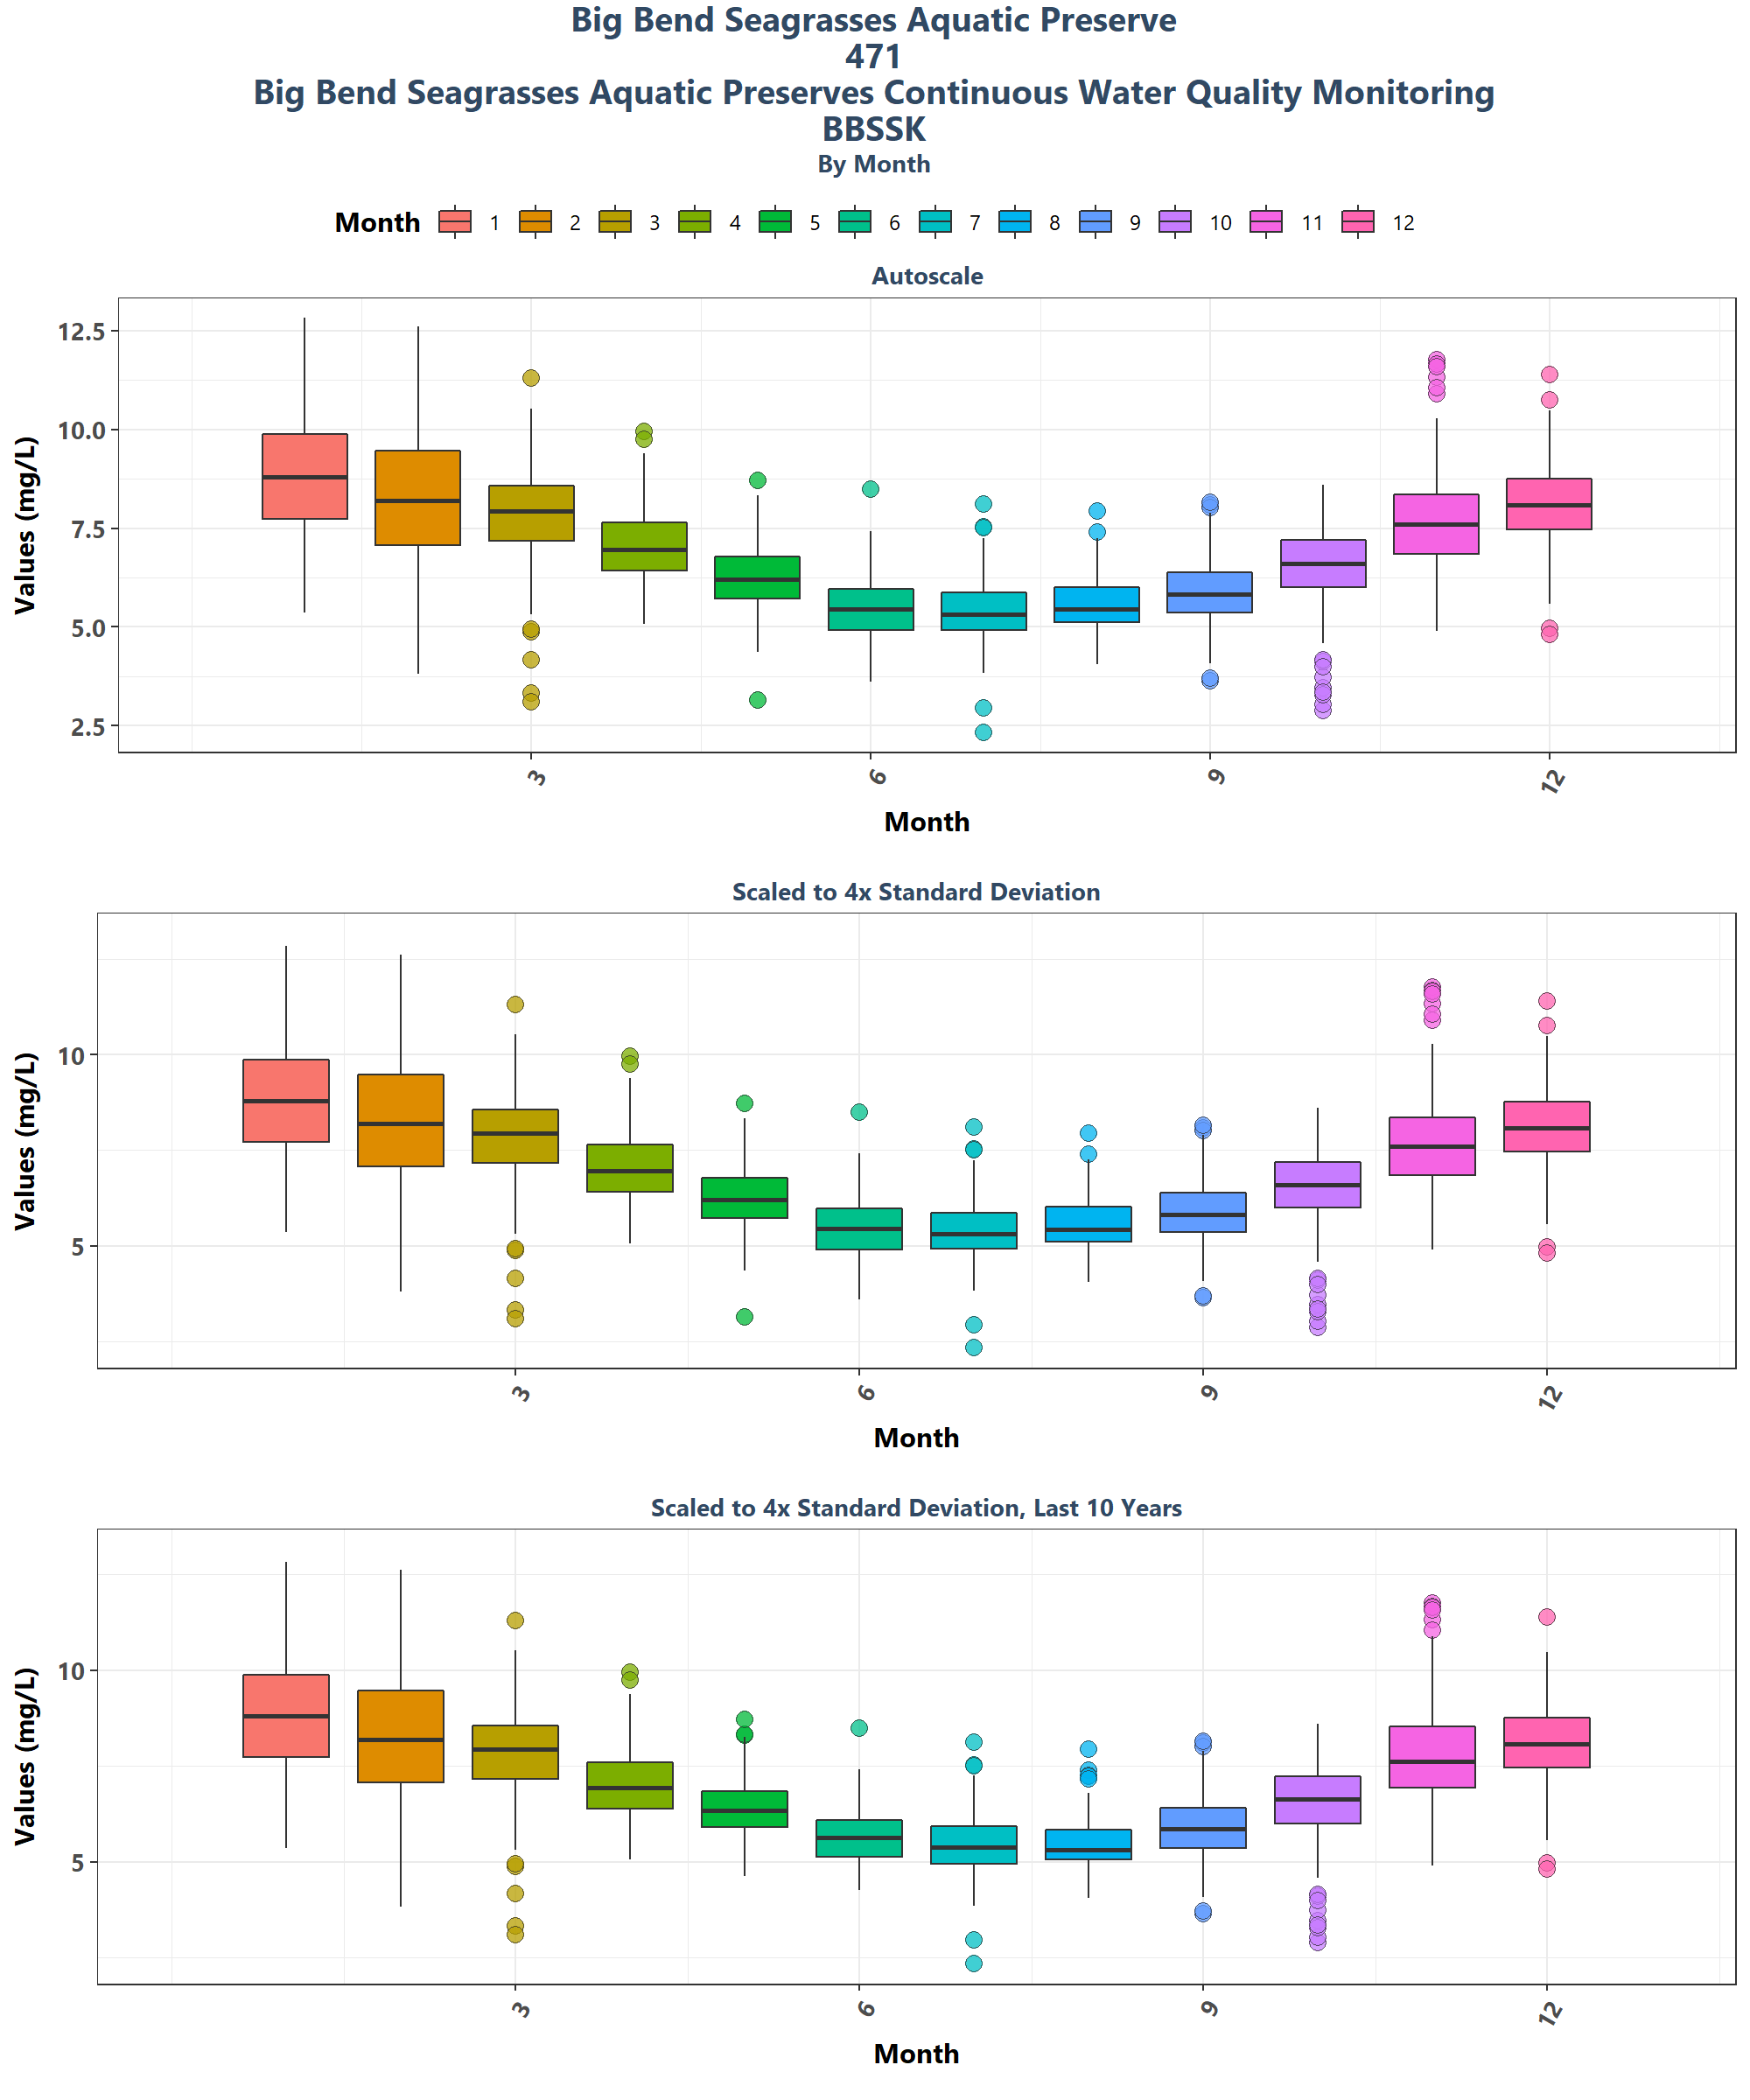 Big Bend Seagrasses Aquatic Preserve
471
Big Bend Seagrasses Aquatic Preserves Continuous Water Quality Monitoring
BBSSK
By Month
Month 1 2 3 4 5 6 7 8 9 10 11 12
Autoscale
Values (mg/L)
12.5
10.0
7.5
5.0
2.5
3 6 9 12
Month
Scaled to 4x Standard Deviation
Values (mg/L)
10
5
3 6 9 12
Month
Scaled to 4x Standard Deviation, Last 10 Years
Values (mg/L)
10
5
3 6 9 12
Month